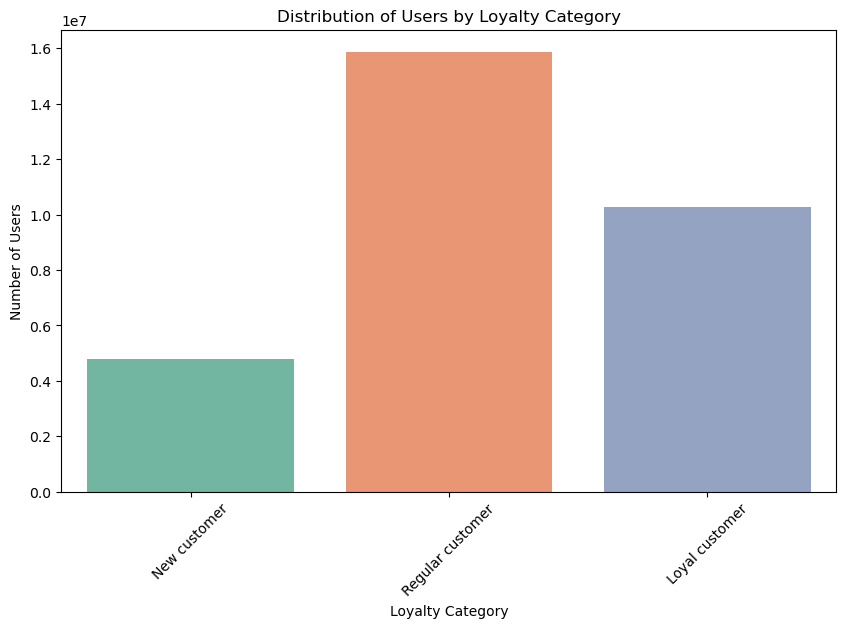 Distribution of Users by Loyalty Category
1e7
1.6
1.4
1.2
1.0
0.8
0.6
0.4
0.2
0.0
Number of Users
New customer
Regular customer
Loyal customer
Loyalty Category